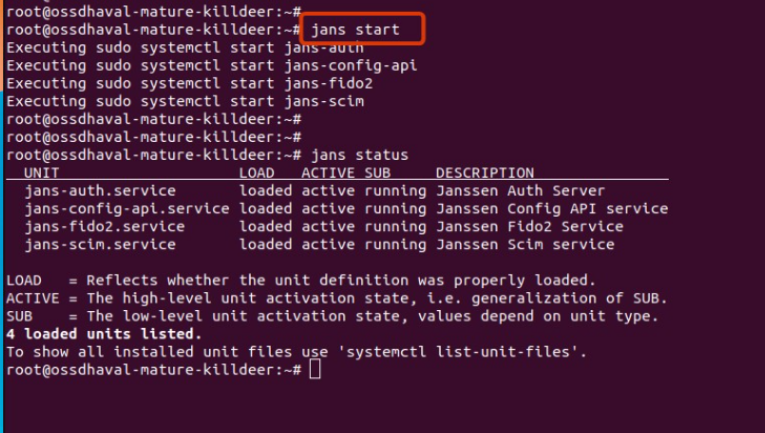 root@ossdhaval-mature-killdeer:~#
root@ossdhaval-mature-killdeer:~# jans start
Executing sudo systemctl start jans-auth
Executing sudo systemctl start jans-config-api
Executing sudo systemctl start jans-fido2
Executing sudo systemctl start jans-scim
root@ossdhaval-mature-killdeer:~#
root@ossdhaval-mature-killdeer:~#
root@ossdhaval-mature-killdeer:~# jans status
  UNIT                    LOAD   ACTIVE SUB     DESCRIPTION
  jans-auth.service       loaded active running Janssen Auth Server
  jans-config-api.service loaded active running Janssen Config API service
  jans-fido2.service      loaded active running Janssen Fido2 Service
  jans-scim.service       loaded active running Janssen Scim service
LOAD   = Reflects whether the unit definition was properly loaded.
ACTIVE = The high-level unit activation state, i.e. generalization of SUB.
SUB    = The low-level unit activation state, values depend on unit type.
4 loaded units listed.
To show all installed unit files use 'systemctl list-unit-files'.
root@ossdhaval-mature-killdeer:~#